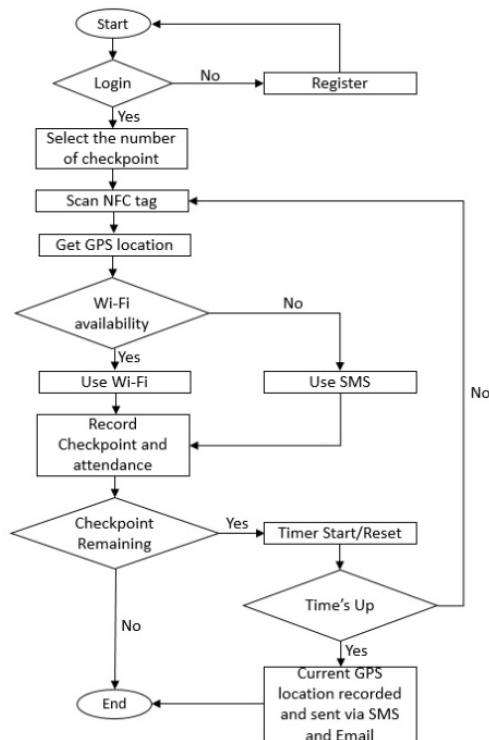 Start
Login
No
Register
Yes
Select the number
of checkpoint
Scan NFC tag
Get GPS location
Wi-Fi
availability
No
Yes
Use Wi-Fi
Use SMS
No
Record
Checkpoint and
attendance
Checkpoint
Remaining
Yes
Timer Start/Reset
Time's Up
No
Yes
End
Current GPS
location recorded
and sent via SMS
and Email